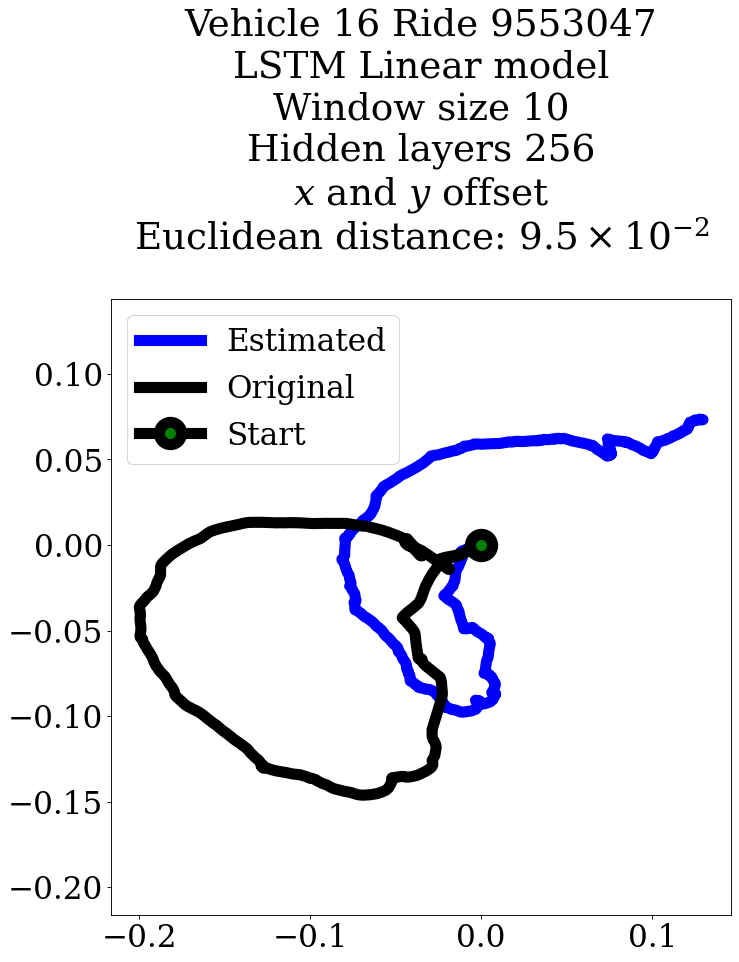 Vehicle 16 Ride 9553047
LSTM Linear model
Window size 10
Hidden layers 256
x and y offset
Euclidean distance: 9.5 × 10⁻²
Estimated
Original
Start
0.10
0.05
0.00
−0.05
−0.10
−0.15
−0.20
−0.2 −0.1 0.0 0.1